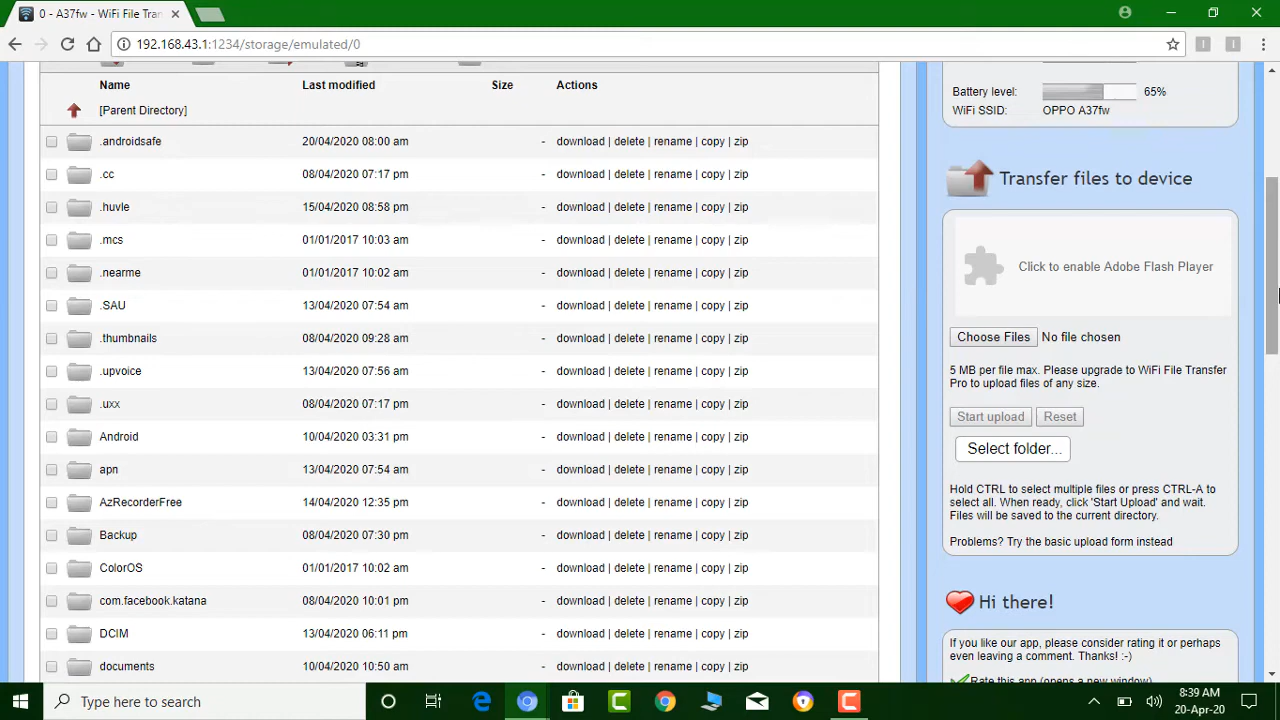 0 - A37fw - WiFi File Tran
192.168.43.1:1234/storage/emulated/0
Name Last modified Size Actions
[Parent Directory]
.androidsafe 20/04/2020 08:00 am - download | delete | rename | copy | zip
.cc 08/04/2020 07:17 pm - download | delete | rename | copy | zip
.huvle 15/04/2020 08:58 pm - download | delete | rename | copy | zip
.mcs 01/01/2017 10:03 am - download | delete | rename | copy | zip
.nearme 01/01/2017 10:02 am - download | delete | rename | copy | zip
.SAU 13/04/2020 07:54 am - download | delete | rename | copy | zip
.thumbnails 08/04/2020 09:28 am - download | delete | rename | copy | zip
.upvoice 13/04/2020 07:56 am - download | delete | rename | copy | zip
.uxx 08/04/2020 07:17 pm - download | delete | rename | copy | zip
Android 10/04/2020 03:31 pm - download | delete | rename | copy | zip
apn 13/04/2020 07:54 am - download | delete | rename | copy | zip
AzRecorderFree 14/04/2020 12:35 pm - download | delete | rename | copy | zip
Backup 08/04/2020 07:30 pm - download | delete | rename | copy | zip
ColorOS 01/01/2017 10:02 am - download | delete | rename | copy | zip
com.facebook.katana 08/04/2020 10:01 pm - download | delete | rename | copy | zip
DCIM 13/04/2020 06:11 pm - download | delete | rename | copy | zip
documents 10/04/2020 10:50 am - download | delete | rename | copy | zip
Battery level: 65%
WiFi SSID: OPPO A37fw
Transfer files to device
Click to enable Adobe Flash Player
Choose Files No file chosen
5 MB per file max. Please upgrade to WiFi File Transfer
Pro to upload files of any size.
Start upload Reset
Select folder...
Hold CTRL to select multiple files or press CTRL-A to
select all. When ready, click 'Start Upload' and wait.
Files will be saved to the current directory.
Problems? Try the basic upload form instead
Hi there!
If you like our app, please consider rating it or perhaps
even leaving a comment. Thanks! :-)
Rate this app (opens a new window)
Type here to search
8:39 AM
20-Apr-20